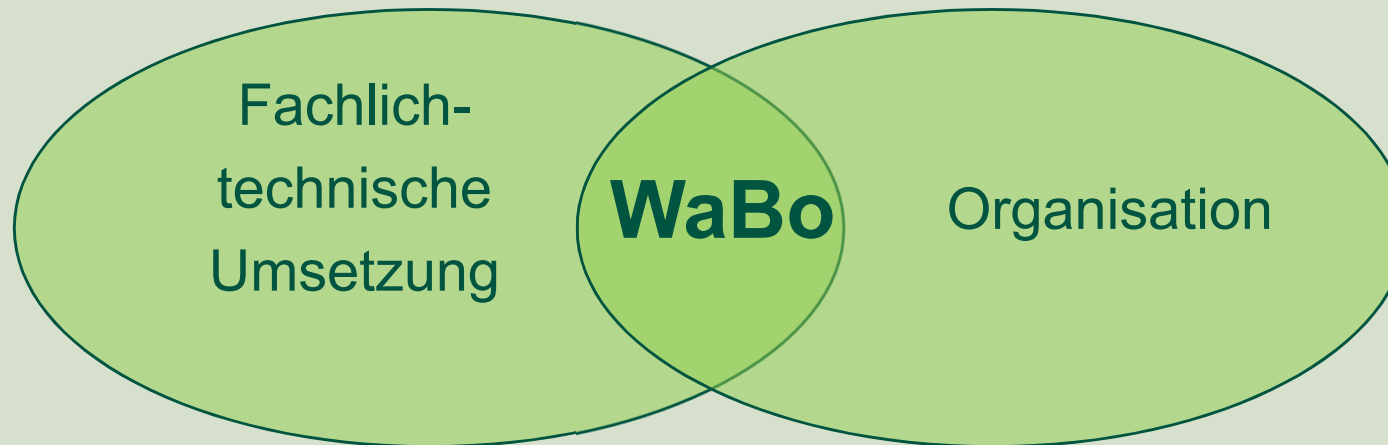 Fachlich-
technische
Umsetzung
WaBo
Organisation